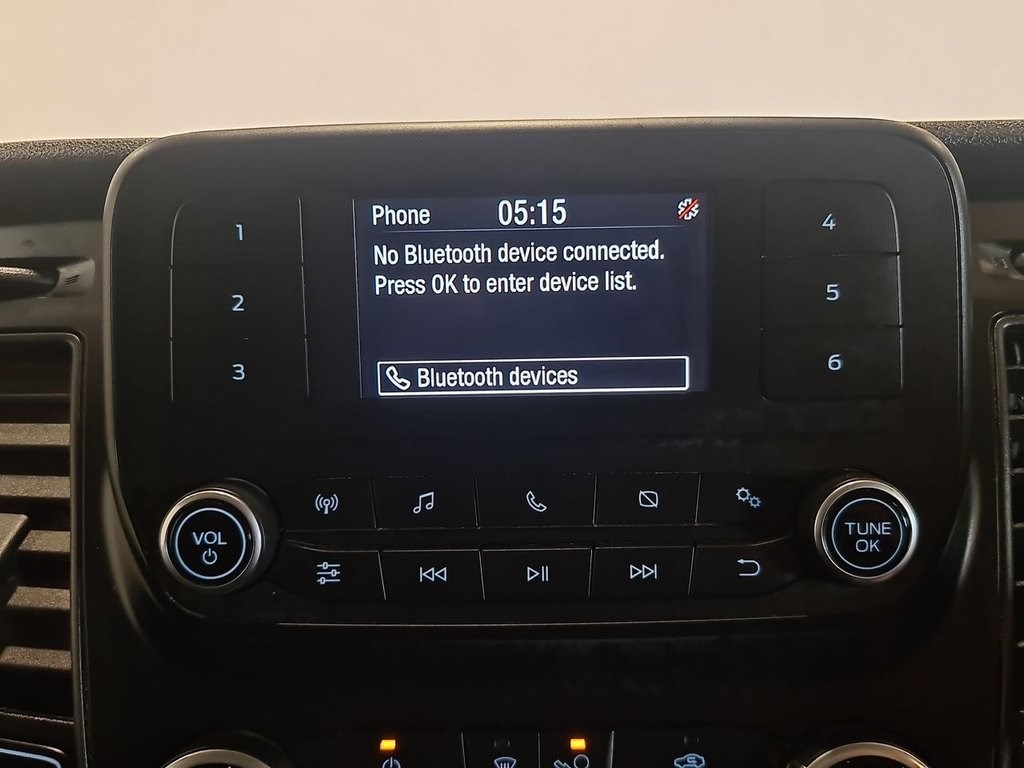 Phone 05:15
No Bluetooth device connected.
Press OK to enter device list.
Bluetooth devices
1
2
3
4
5
6
VOL
TUNE
OK